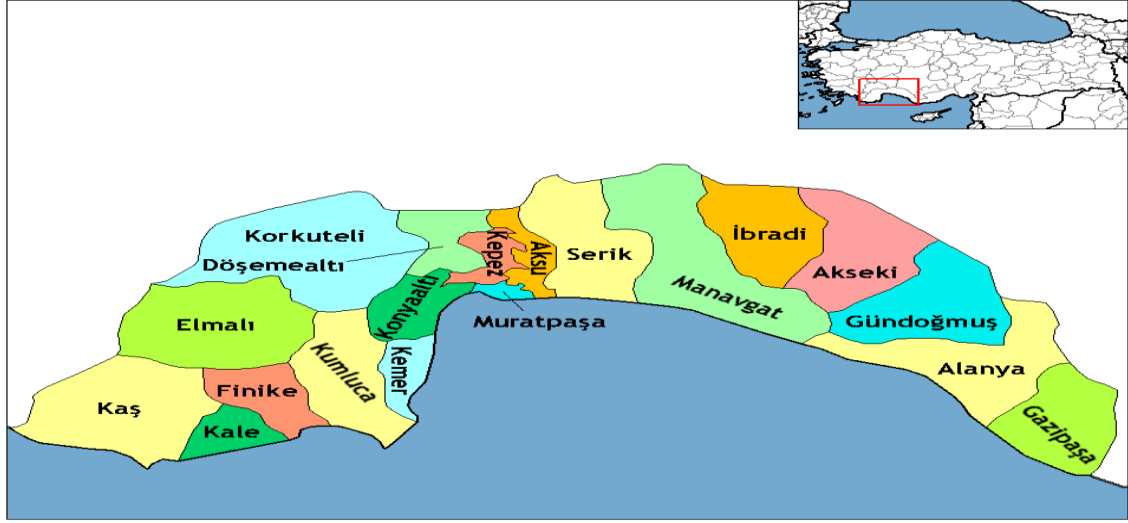 Korkuteli
Döşemealtı
Kepez
Aksu
Serik
İbradi
Akseki
Manavgat
Gündoğmuş
Elmalı
Konyaaltı
Muratpaşa
Kumluca
Kemer
Alanya
Finike
Kaş
Kale
Gazipaşa